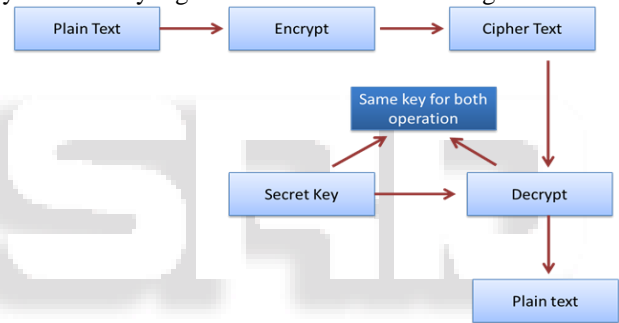 Plain Text
Encrypt
Cipher Text
Same key for both
operation
Secret Key
Decrypt
Plain text